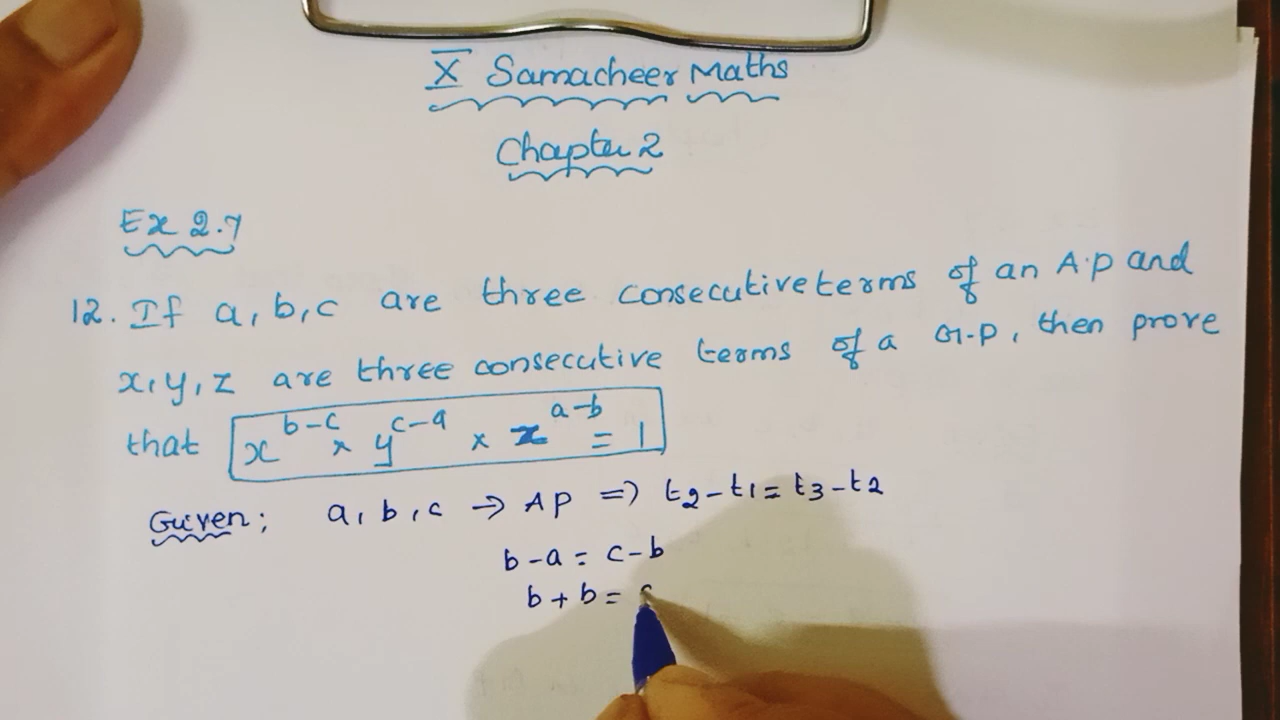 X Samacheer Maths
Chapter 2
Ex 2.7
12. If a, b, c are three consecutive terms of an A.P and
x, y, z are three consecutive terms of a G.P, then prove
that x^{b-c} × y^{c-a} × z^{a-b} = 1
Given: a, b, c → AP ⇒ t₂-t₁ = t₃-t₂
b-a = c-b
b+b =